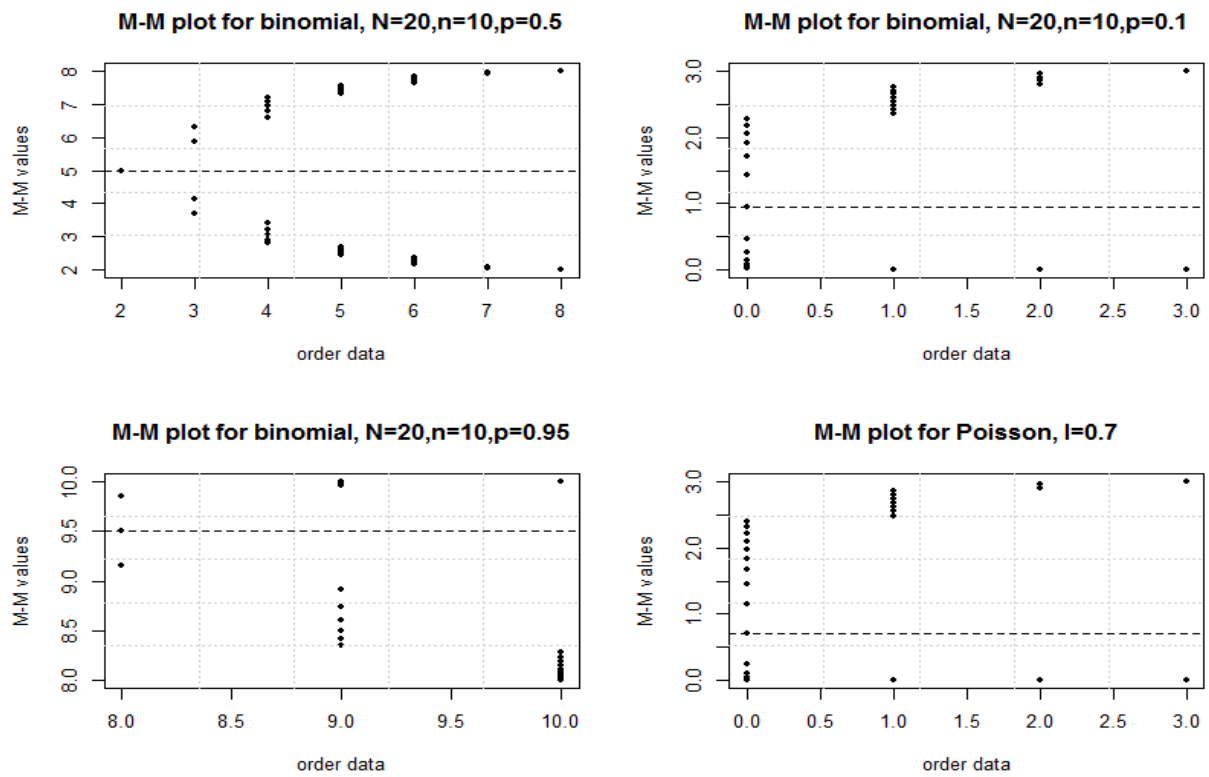 M-M plot for binomial, N=20,n=10,p=0.5
M-M values
8
7
6
5
4
3
2
2 3 4 5 6 7 8
order data
M-M plot for binomial, N=20,n=10,p=0.1
M-M values
3.0
2.0
1.0
0.0
0.0 0.5 1.0 1.5 2.0 2.5 3.0
order data
M-M plot for binomial, N=20,n=10,p=0.95
M-M values
10.0
9.5
9.0
8.5
8.0
8.0 8.5 9.0 9.5 10.0
order data
M-M plot for Poisson, l=0.7
M-M values
3.0
2.0
1.0
0.0
0.0 0.5 1.0 1.5 2.0 2.5 3.0
order data